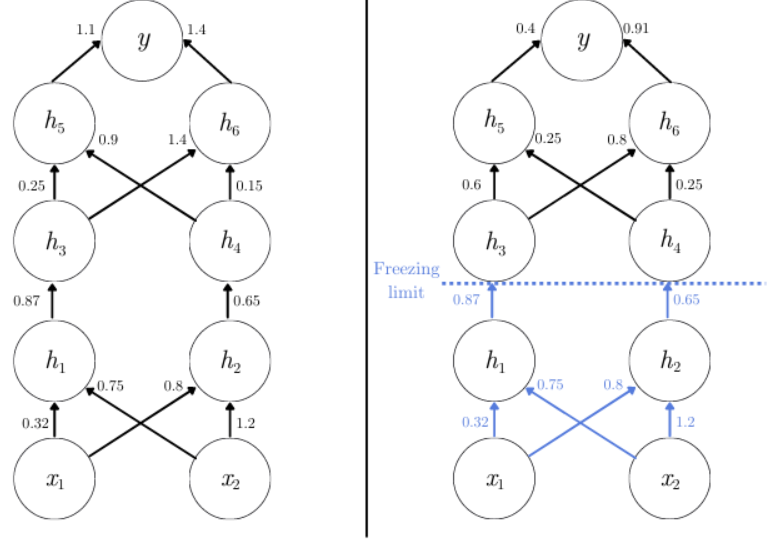 y
1.1
1.4
h₅
h₆
0.9
1.4
0.25
0.15
h₃
h₄
0.87
0.65
h₁
h₂
0.75
0.8
0.32
1.2
x₁
x₂
y
0.4
0.91
h₅
h₆
0.25
0.8
0.6
0.25
h₃
h₄
Freezing
limit
0.87
0.65
h₁
h₂
0.75
0.8
0.32
1.2
x₁
x₂